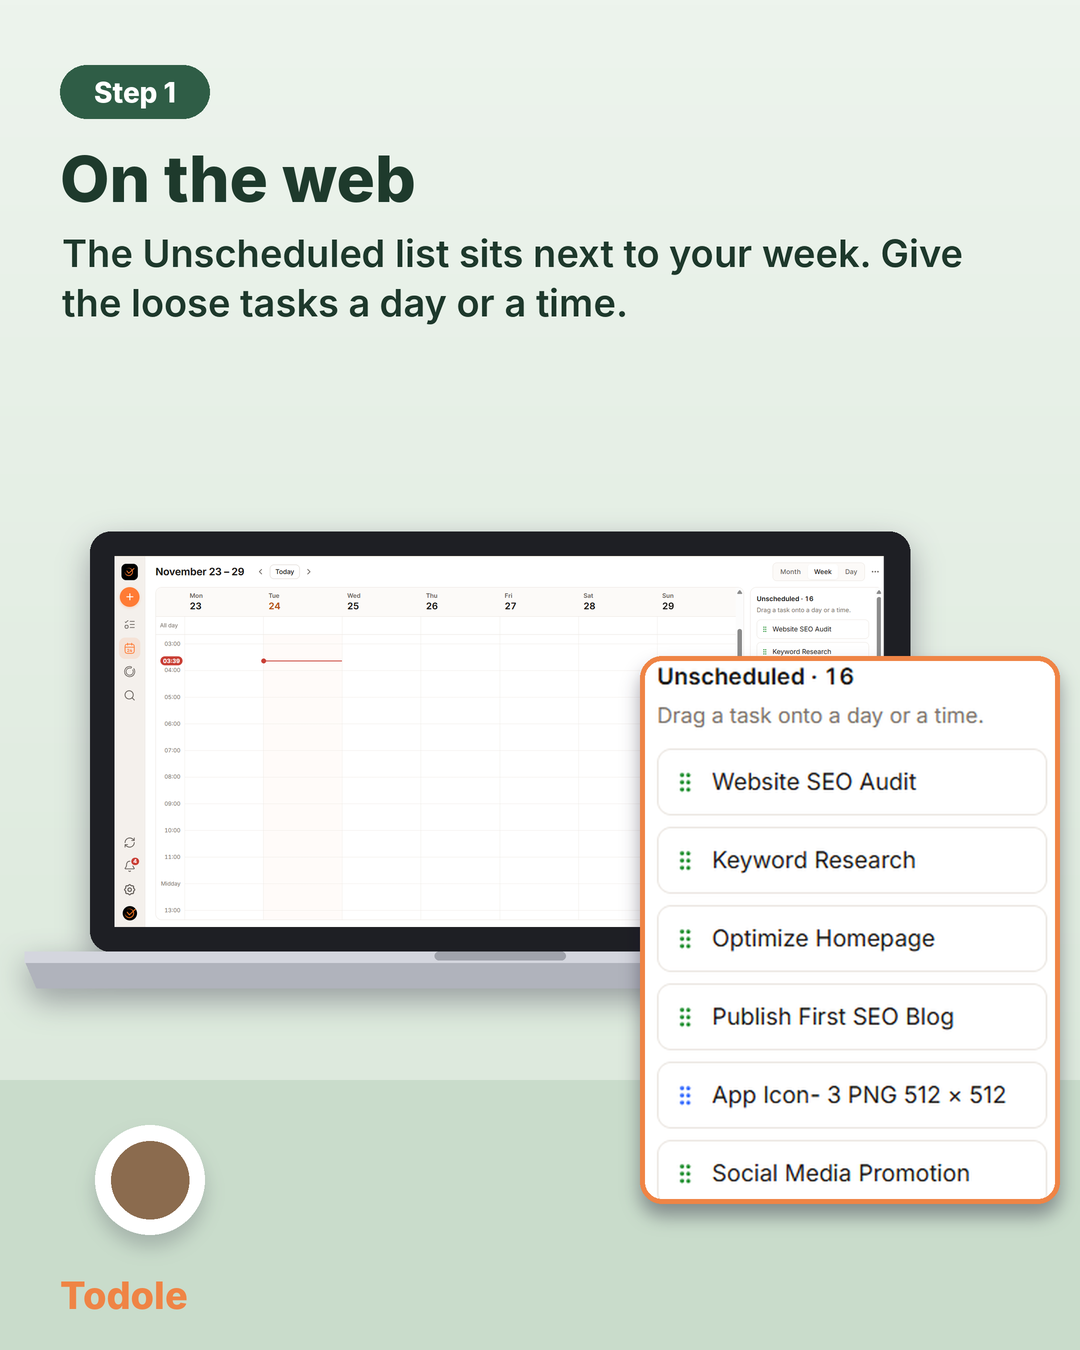 Step 1
On the web
The Unscheduled list sits next to your week. Give
the loose tasks a day or a time.
November 23 – 29
Today
Month
Week
Day
Mon
23
Tue
24
Wed
25
Thu
26
Fri
27
Sat
28
Sun
29
All day
03:00
03:39
04:00
05:00
06:00
07:00
08:00
09:00
10:00
11:00
Midday
13:00
4
Unscheduled · 16
Drag a task onto a day or a time.
Website SEO Audit
Keyword Research
Unscheduled · 16
Drag a task onto a day or a time.
Website SEO Audit
Keyword Research
Optimize Homepage
Publish First SEO Blog
App Icon- 3 PNG 512 × 512
Social Media Promotion
Todole